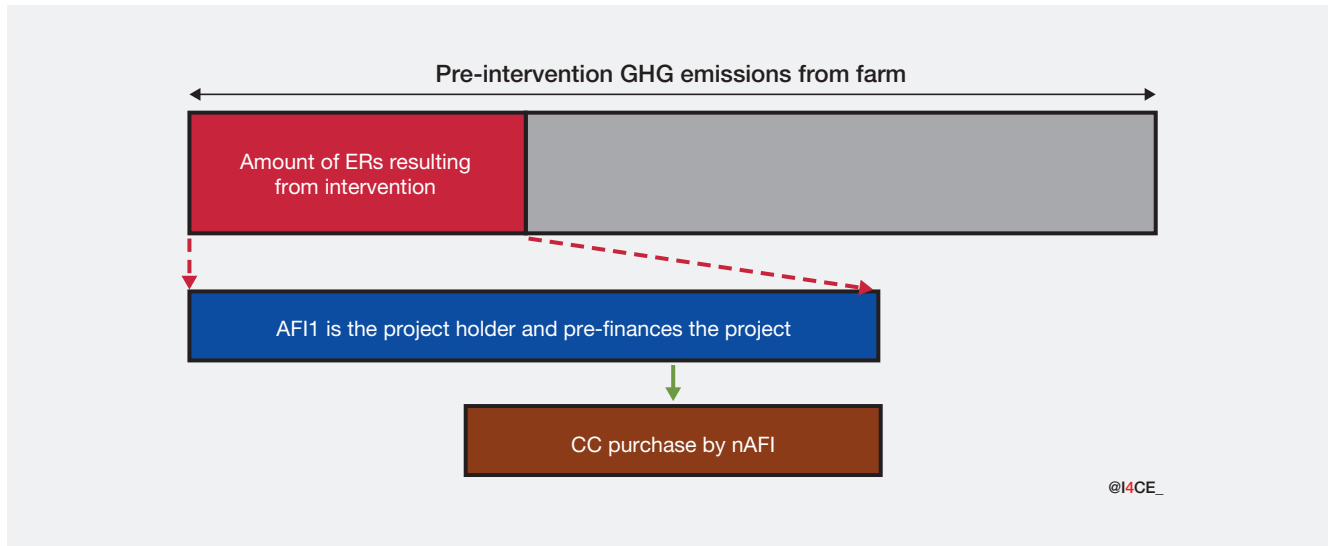 Pre-intervention GHG emissions from farm
Amount of ERs resulting
from intervention
AFI1 is the project holder and pre-finances the project
CC purchase by nAFI
@I4CE_